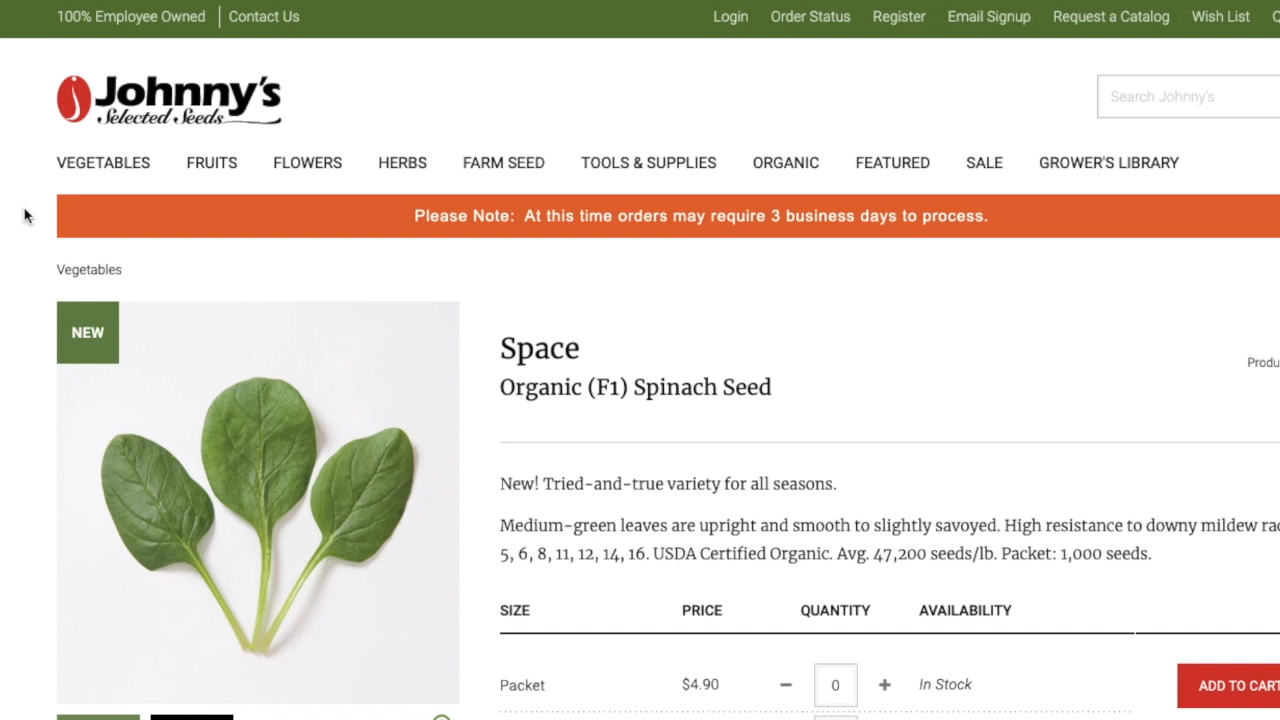 100% Employee Owned Contact Us Login Order Status Register Email Signup Request a Catalog Wish List
Johnny's
Selected Seeds
Search Johnny's
VEGETABLES FRUITS FLOWERS HERBS FARM SEED TOOLS & SUPPLIES ORGANIC FEATURED SALE GROWER'S LIBRARY
Please Note: At this time orders may require 3 business days to process.
Vegetables
NEW
Space
Produ
Organic (F1) Spinach Seed
New! Tried-and-true variety for all seasons.
Medium-green leaves are upright and smooth to slightly savoyed. High resistance to downy mildew rac
5, 6, 8, 11, 12, 14, 16. USDA Certified Organic. Avg. 47,200 seeds/lb. Packet: 1,000 seeds.
SIZE PRICE QUANTITY AVAILABILITY
Packet $4.90 − 0 + In Stock ADD TO CART